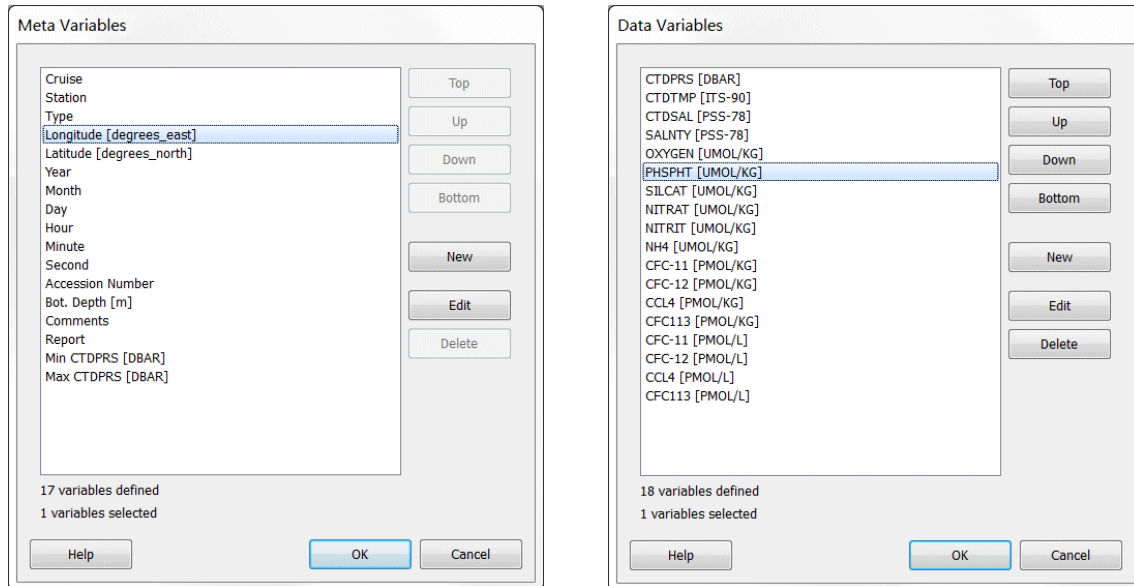 Meta Variables
Cruise
Station
Type
Longitude [degrees_east]
Latitude [degrees_north]
Year
Month
Day
Hour
Minute
Second
Accession Number
Bot. Depth [m]
Comments
Report
Min CTDPRS [DBAR]
Max CTDPRS [DBAR]
Top
Up
Down
Bottom
New
Edit
Delete
17 variables defined
1 variables selected
Help
OK
Cancel
Data Variables
CTDPRS [DBAR]
CTDTMP [ITS-90]
CTDSAL [PSS-78]
SALNTY [PSS-78]
OXYGEN [UMOL/KG]
PHSPHT [UMOL/KG]
SILCAT [UMOL/KG]
NITRAT [UMOL/KG]
NITRIT [UMOL/KG]
NH4 [UMOL/KG]
CFC-11 [PMOL/KG]
CFC-12 [PMOL/KG]
CCL4 [PMOL/KG]
CFC113 [PMOL/KG]
CFC-11 [PMOL/L]
CFC-12 [PMOL/L]
CCL4 [PMOL/L]
CFC113 [PMOL/L]
Top
Up
Down
Bottom
New
Edit
Delete
18 variables defined
1 variables selected
Help
OK
Cancel